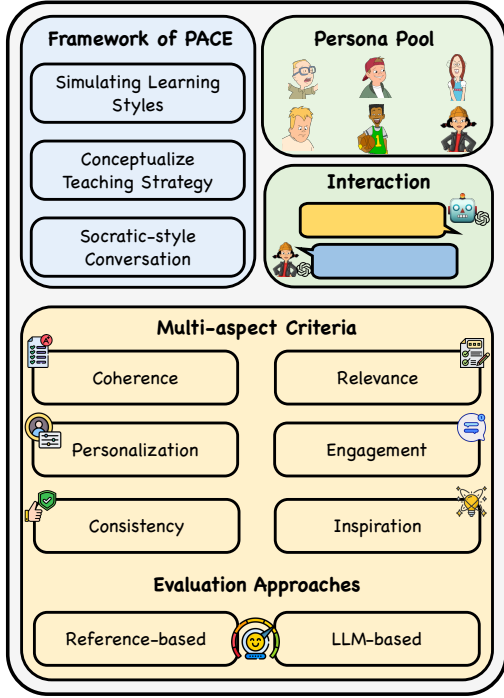 Framework of PACE
Simulating Learning
Styles
Conceptualize
Teaching Strategy
Socratic-style
Conversation
Persona Pool
1
Interaction
Multi-aspect Criteria
Coherence
Relevance
Personalization
Engagement
Consistency
Inspiration
Evaluation Approaches
Reference-based
LLM-based